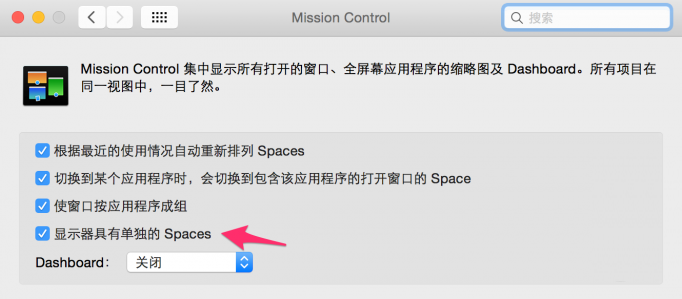 Mission Control
搜索
Mission Control 集中显示所有打开的窗口、全屏幕应用程序的缩略图及 Dashboard。所有项目在
同一视图中，一目了然。
根据最近的使用情况自动重新排列 Spaces
切换到某个应用程序时，会切换到包含该应用程序的打开窗口的 Space
使窗口按应用程序成组
显示器具有单独的 Spaces
Dashboard： 关闭